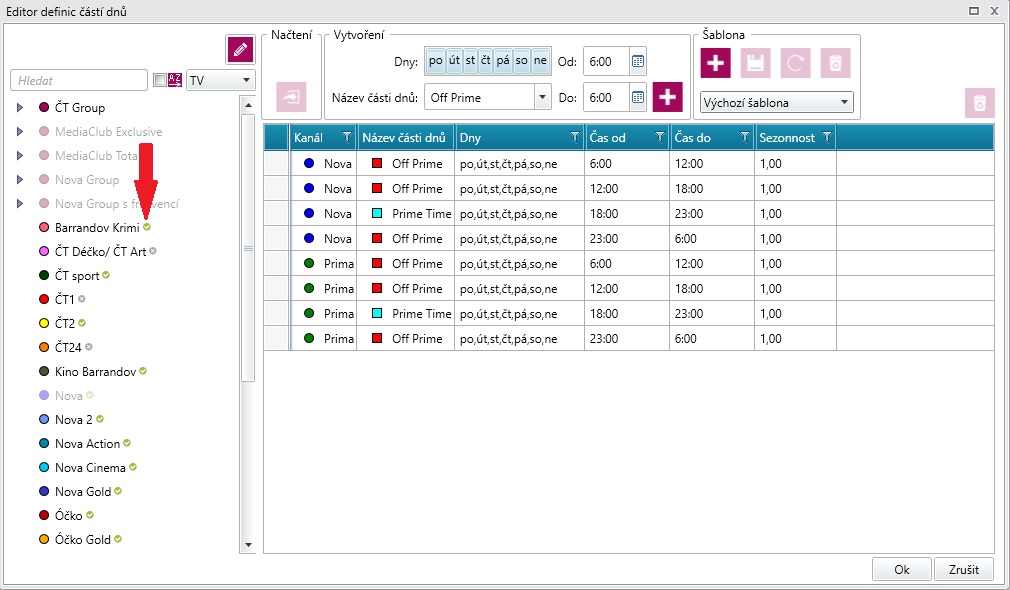 Editor definic částí dnů
Načtení
Vytvoření
Šablona
Dny:
po út st čt pá so ne
Od:
6:00
Hledat
AZ
TV
Název části dnů:
Off Prime
Do:
6:00
Výchozí šablona
ČT Group
MediaClub Exclusive
MediaClub Tota
Nova Group
Nova Group s frekvencí
Barrandov Krimi
ČT Déčko/ ČT Art
ČT sport
ČT1
ČT2
ČT24
Kino Barrandov
Nova
Nova 2
Nova Action
Nova Cinema
Nova Gold
Óčko
Óčko Gold
Kanál Název části dnů Dny Čas od Čas do Sezonnost
Nova Off Prime po,út,st,čt,pá,so,ne 6:00 12:00 1,00
Nova Off Prime po,út,st,čt,pá,so,ne 12:00 18:00 1,00
Nova Prime Time po,út,st,čt,pá,so,ne 18:00 23:00 1,00
Nova Off Prime po,út,st,čt,pá,so,ne 23:00 6:00 1,00
Prima Off Prime po,út,st,čt,pá,so,ne 6:00 12:00 1,00
Prima Off Prime po,út,st,čt,pá,so,ne 12:00 18:00 1,00
Prima Prime Time po,út,st,čt,pá,so,ne 18:00 23:00 1,00
Prima Off Prime po,út,st,čt,pá,so,ne 23:00 6:00 1,00
Ok
Zrušit